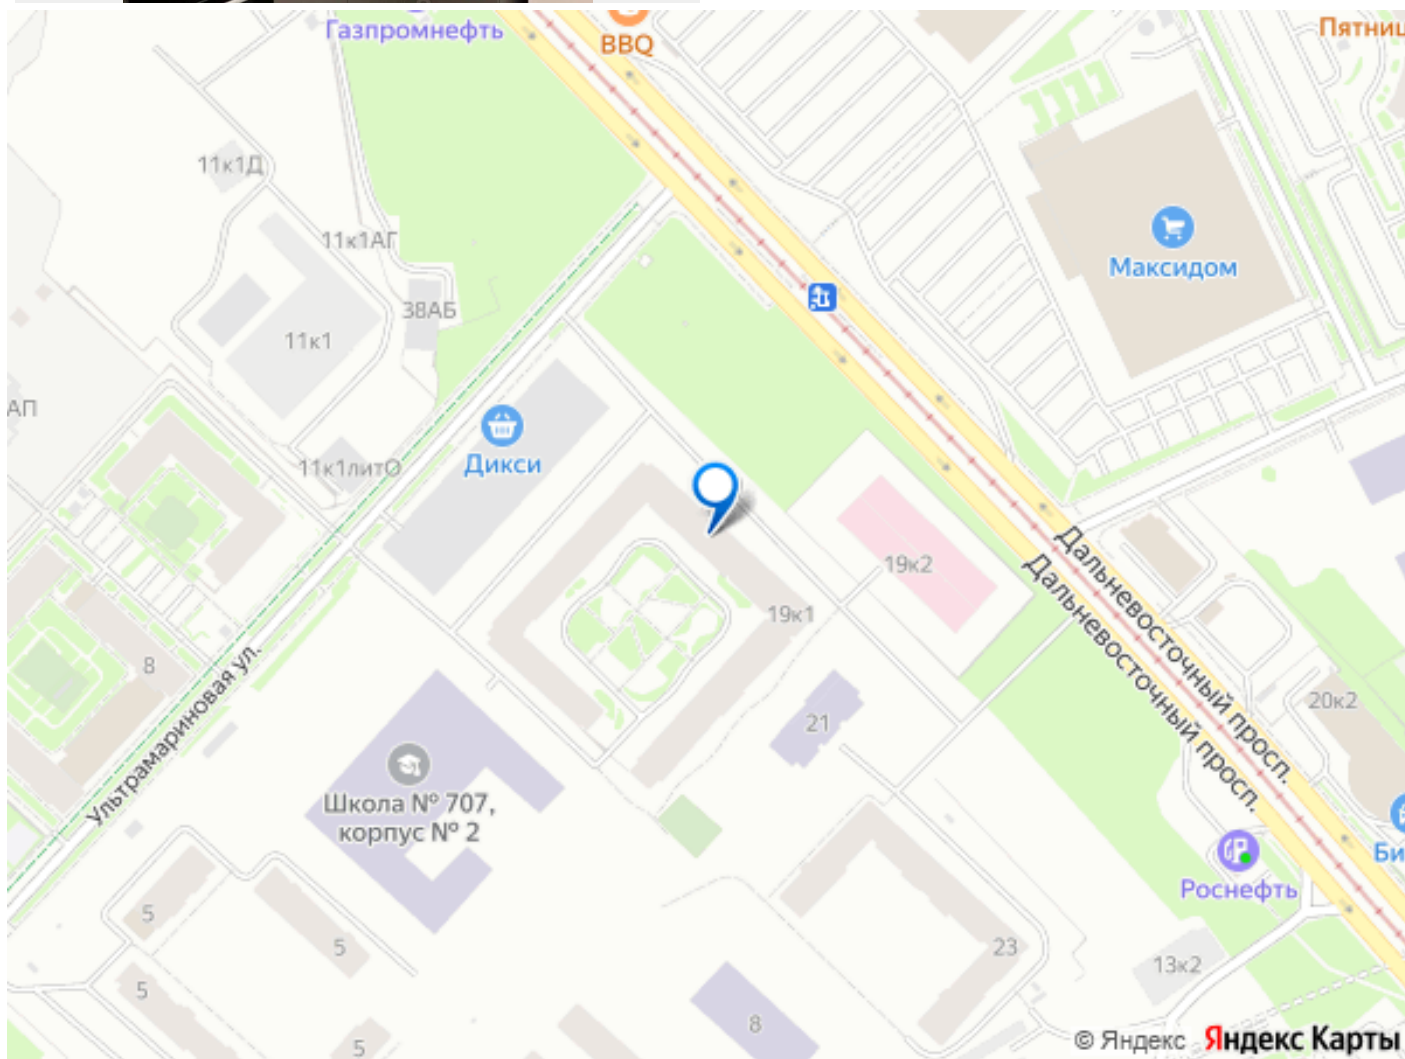 Газпромнефть
BBQ
Пятниц
11к1Д
11к1АГ
Максидом
38АБ
11к1
АП
Дикси
11к1литО
19к2
Дальневосточный просп.
Дальневосточный просп.
19к1
8
Ультрамариновая ул.
21
20к2
Школа № 707,
корпус № 2
Би
Роснефть
5
5
23
13к2
5
8
5
© Яндекс Яндекс Карты